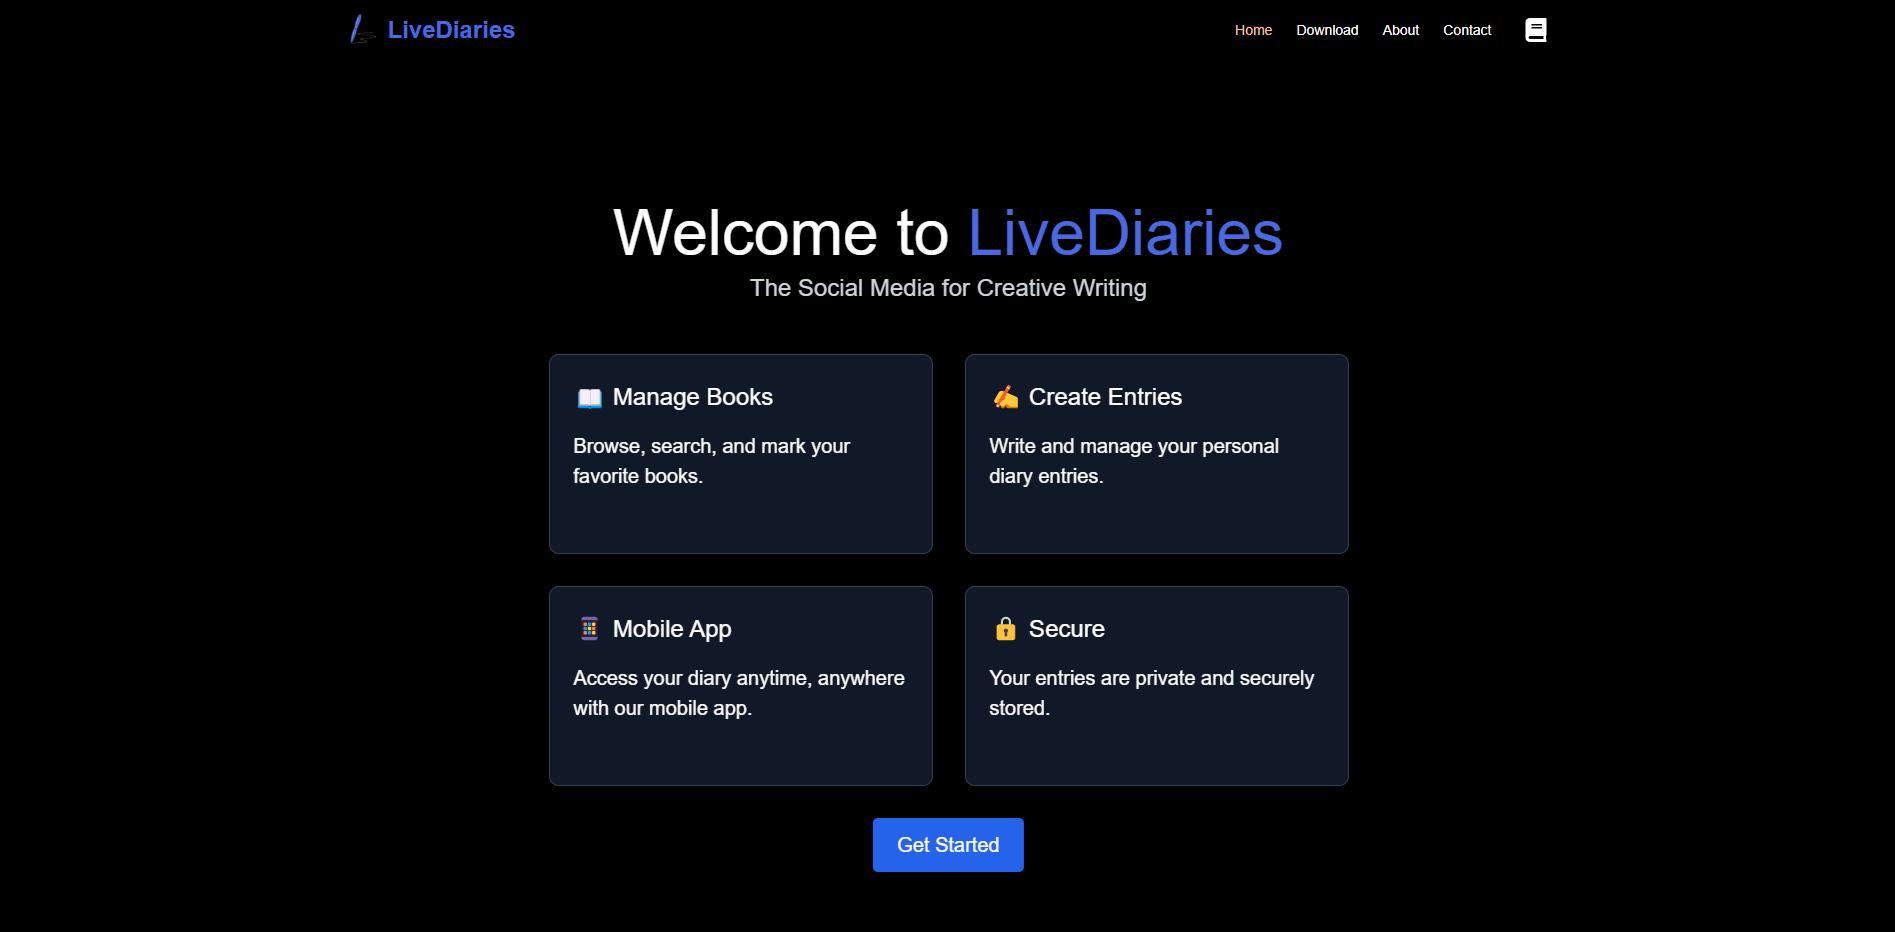 LiveDiaries
Home Download About Contact
Welcome to LiveDiaries
The Social Media for Creative Writing
Manage Books
Browse, search, and mark your
favorite books.
Create Entries
Write and manage your personal
diary entries.
Mobile App
Access your diary anytime, anywhere
with our mobile app.
Secure
Your entries are private and securely
stored.
Get Started